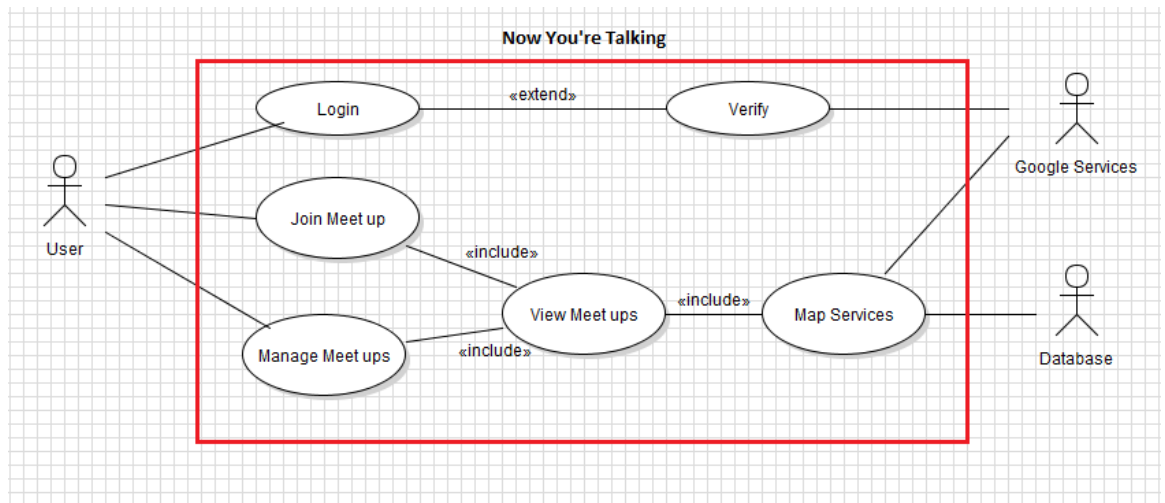 Now You're Talking
«extend»
Login
Verify
Google Services
Join Meet up
User
«include»
«include»
View Meet ups
Map Services
«include»
Manage Meet ups
Database